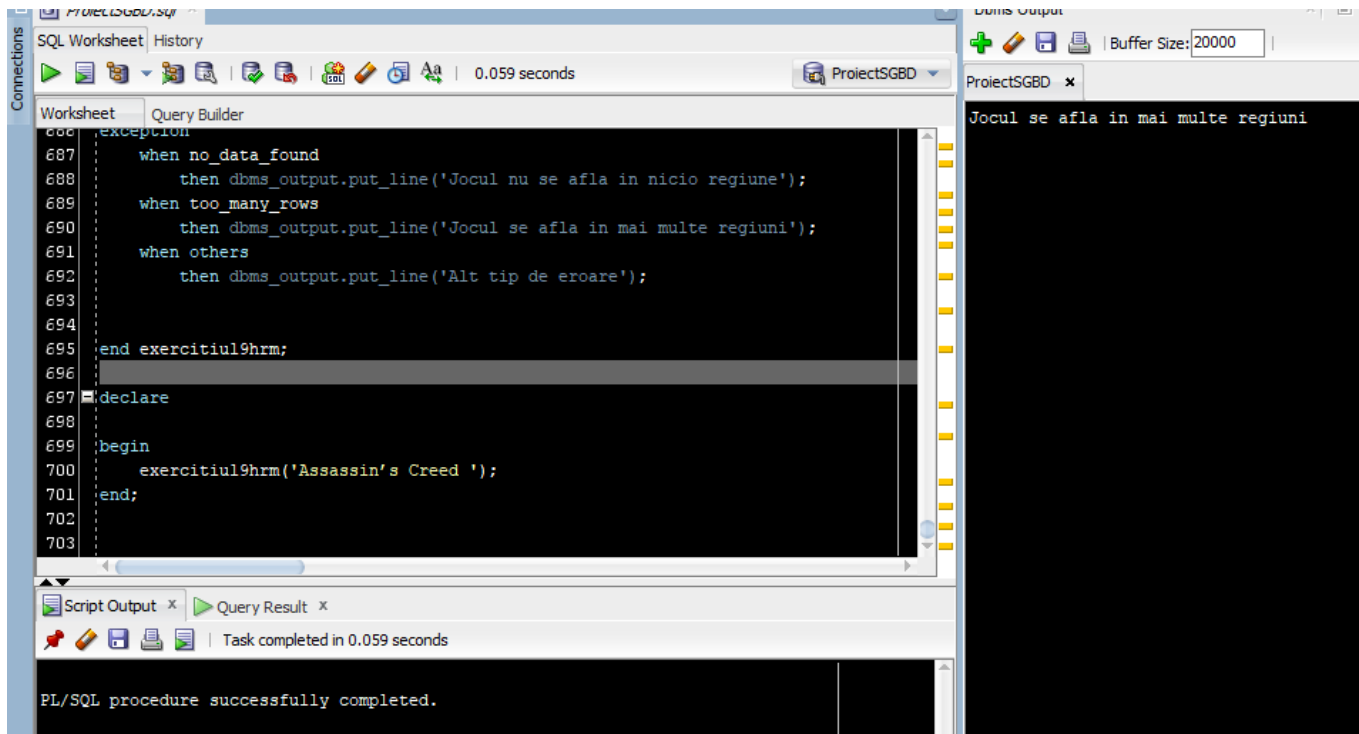 ProiectSGBD.sql
Connections
SQL Worksheet History
0.059 seconds
ProiectSGBD
Worksheet Query Builder
686 exception
687 when no_data_found
688 then dbms_output.put_line('Jocul nu se afla in nicio regiune');
689 when too_many_rows
690 then dbms_output.put_line('Jocul se afla in mai multe regiuni');
691 when others
692 then dbms_output.put_line('Alt tip de eroare');
693
694
695 end exercitiul9hrm;
696
697 declare
698
699 begin
700 exercitiul9hrm('Assassin’s Creed ');
701 end;
702
703
Script Output x Query Result x
Task completed in 0.059 seconds
PL/SQL procedure successfully completed.
Dbms Output
Buffer Size: 20000
ProiectSGBD x
Jocul se afla in mai multe regiuni